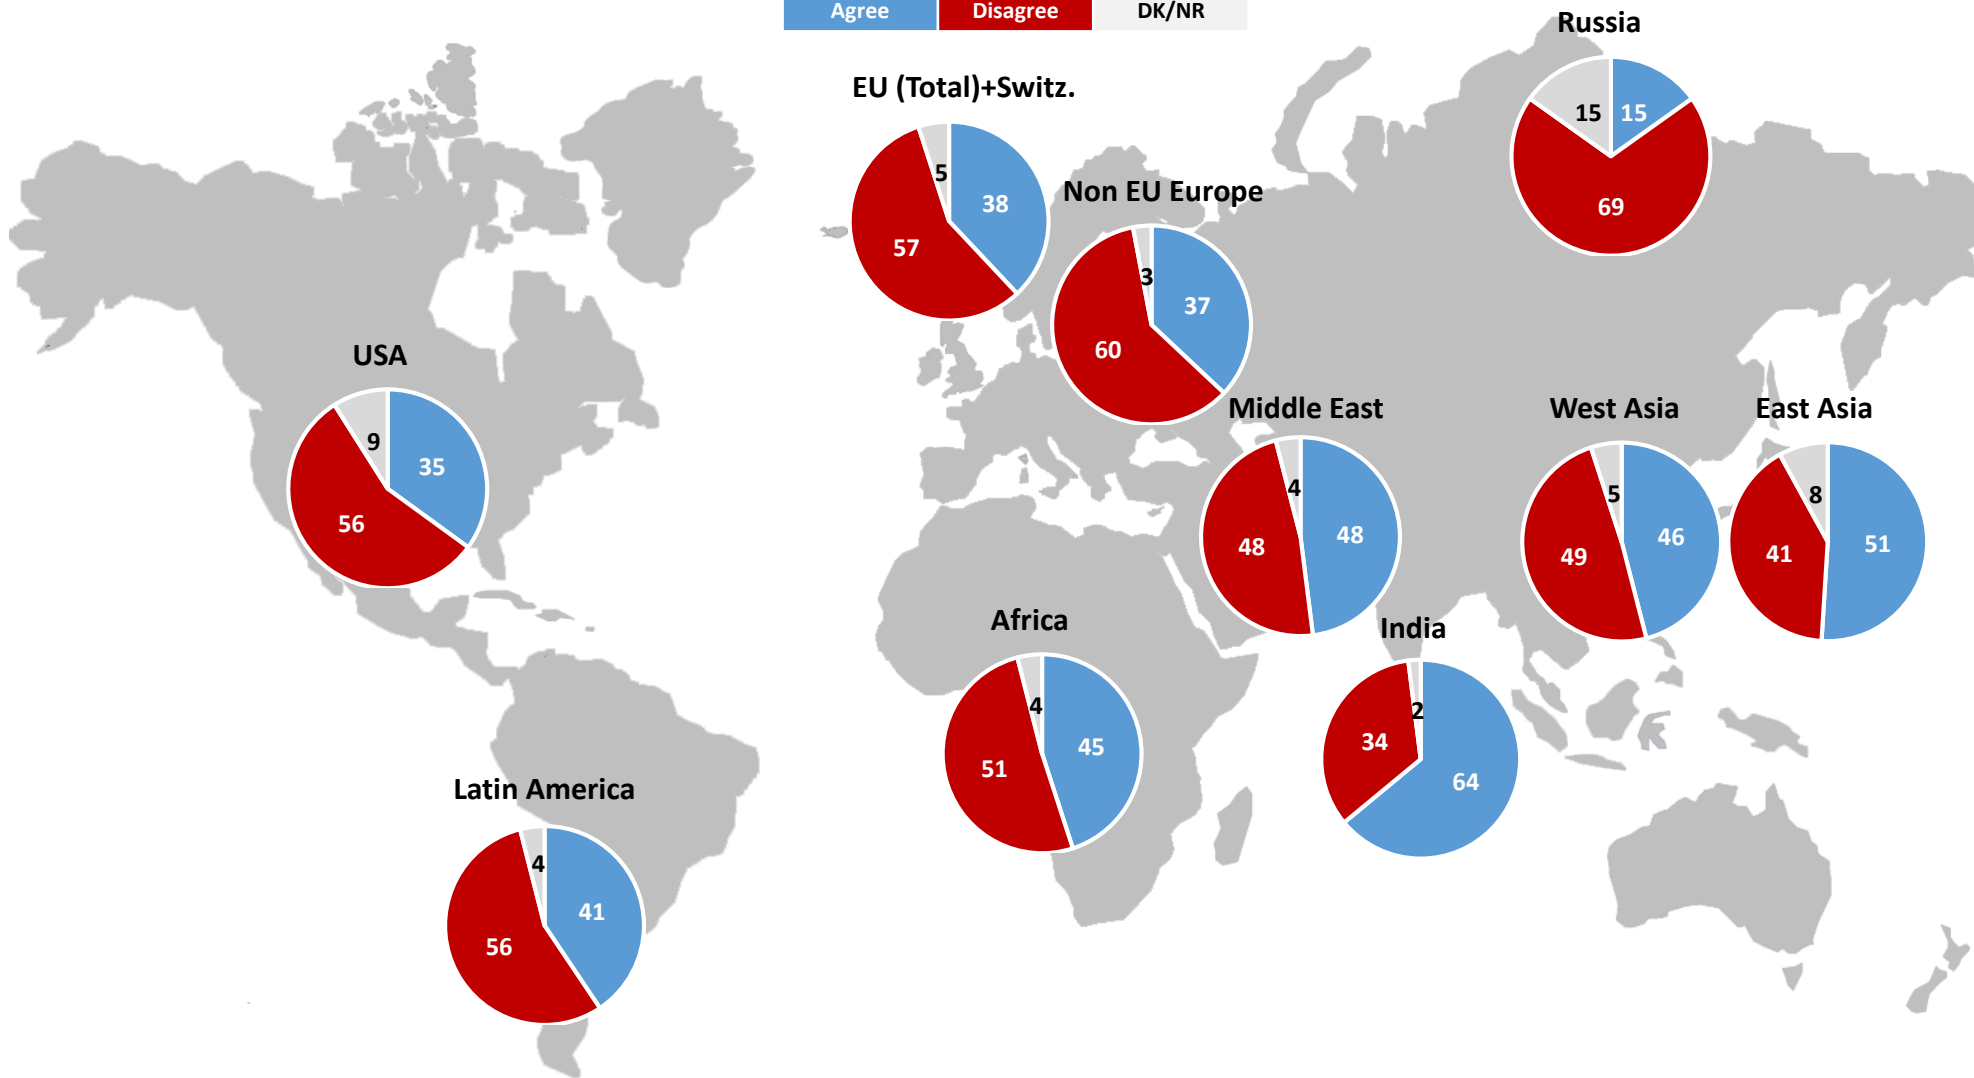 Agree Disagree DK/NR
Russia
15 15
69
EU (Total)+Switz.
5 38
57
Non EU Europe
3 37
60
USA
9 35
56
Middle East
4 48
48
West Asia
5 46
49
East Asia
8 51
41
Africa
4 45
51
India
2
34 64
Latin America
4 41
56